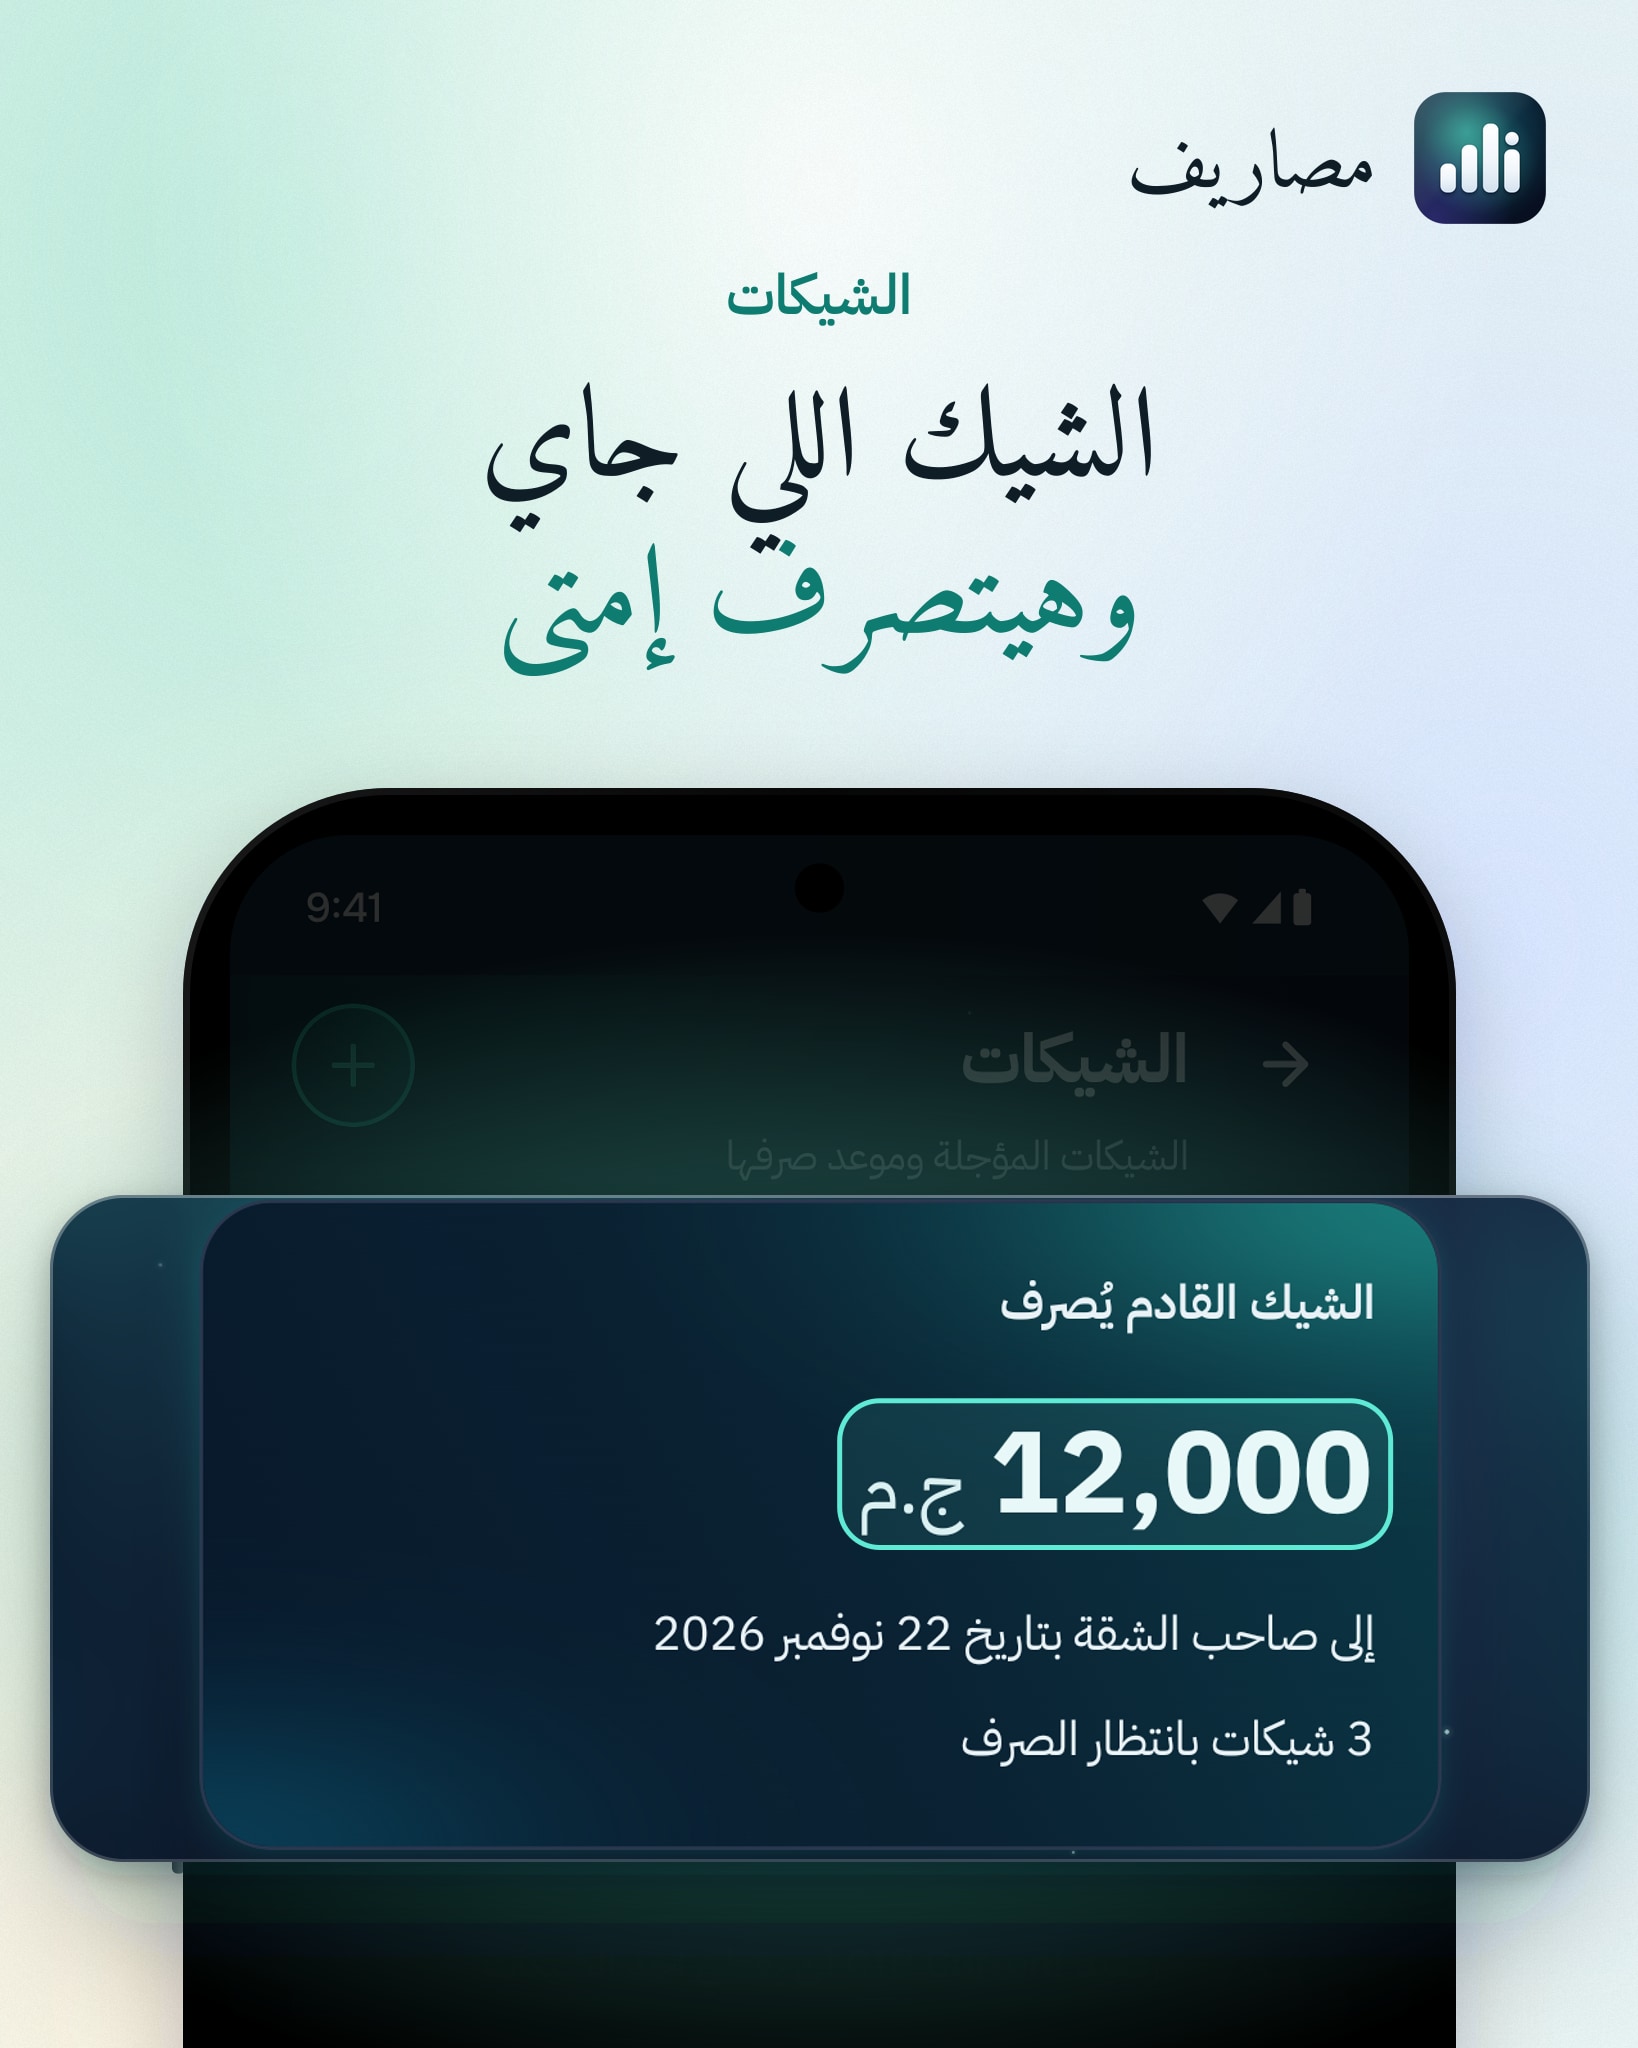 مصاريف
الشيكات
الشيك اللي جاي
وهيتصرف إمتى
9:41
الشيكات
الشيكات المؤجلة وموعد صرفها
الشيك القادم يُصرف
12,000 ج.م
إلى صاحب الشقة بتاريخ 22 نوفمبر 2026
3 شيكات بانتظار الصرف